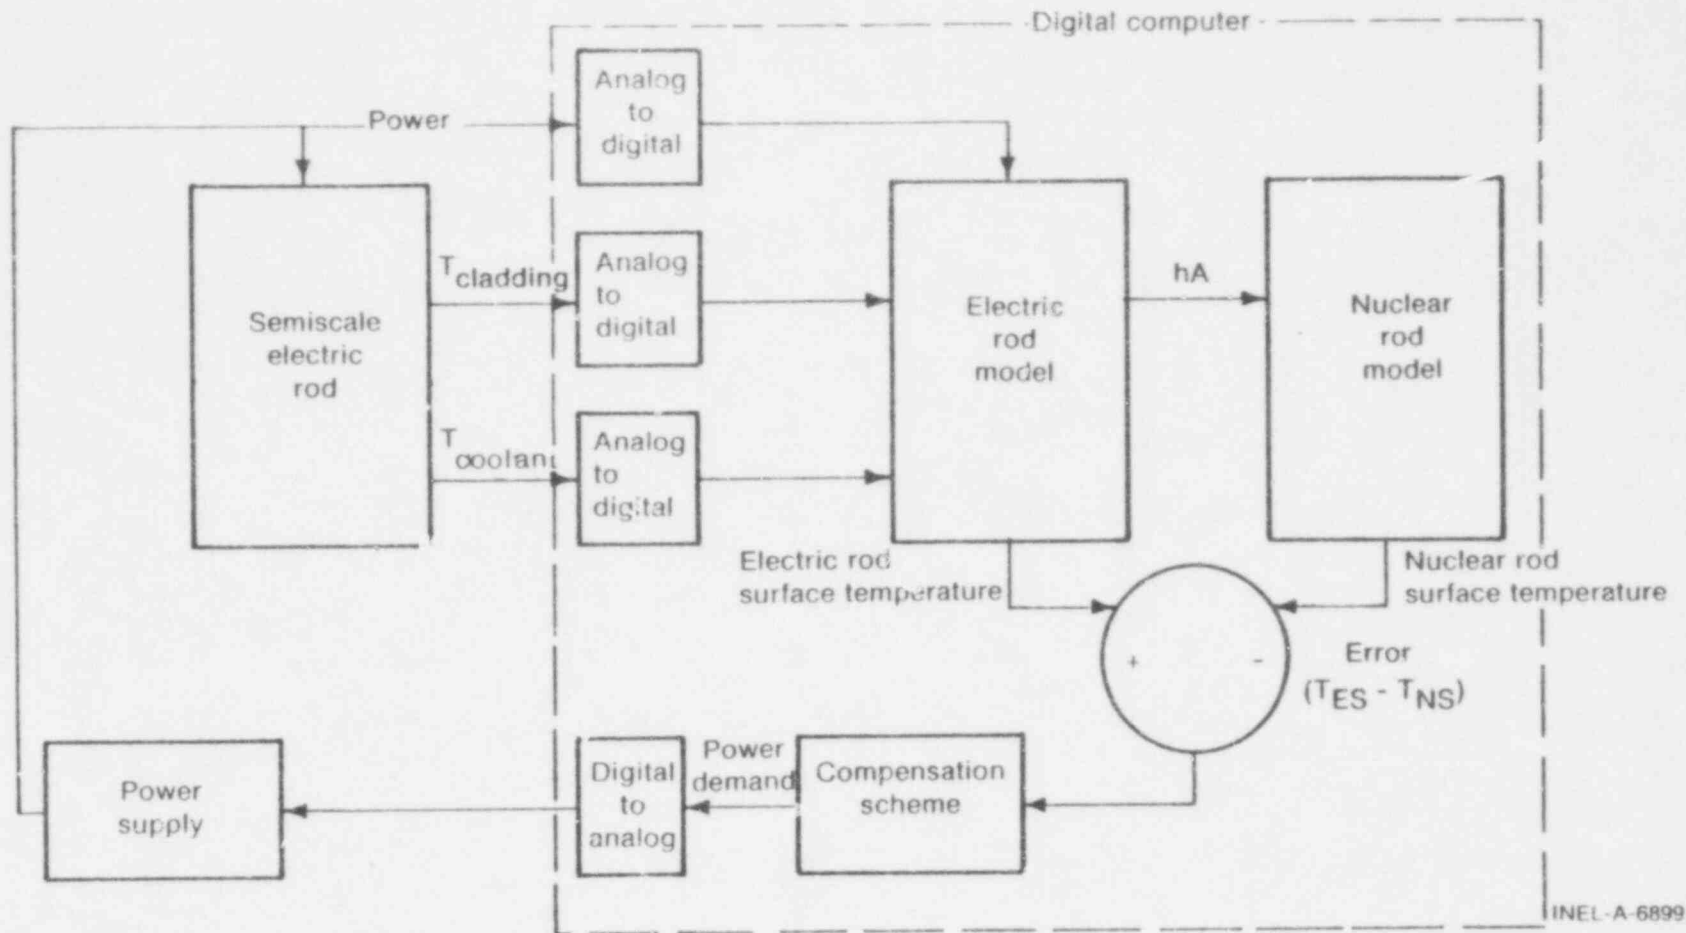 Digital computer
Power
Analog
to
digital
Semiscale
electric
rod
T cladding
Analog
to
digital
T coolant
Analog
to
digital
Electric
rod
model
hA
Nuclear
rod
model
Electric rod
surface temperature
Nuclear rod
surface temperature
+
-
Error
(TES - TNS)
Power
supply
Digital
to
analog
Power
demand
Compensation
scheme
INEL-A-6899